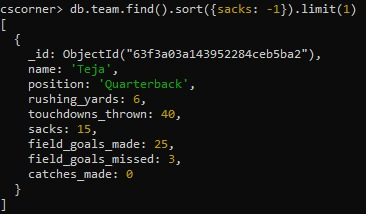 cscorner> db.team.find().sort({sacks: -1}).limit(1)
[
  {
    _id: ObjectId("63f3a03a143952284ceb5ba2"),
    name: 'Teja',
    position: 'Quarterback',
    rushing_yards: 6,
    touchdowns_thrown: 40,
    sacks: 15,
    field_goals_made: 25,
    field_goals_missed: 3,
    catches_made: 0
  }
]